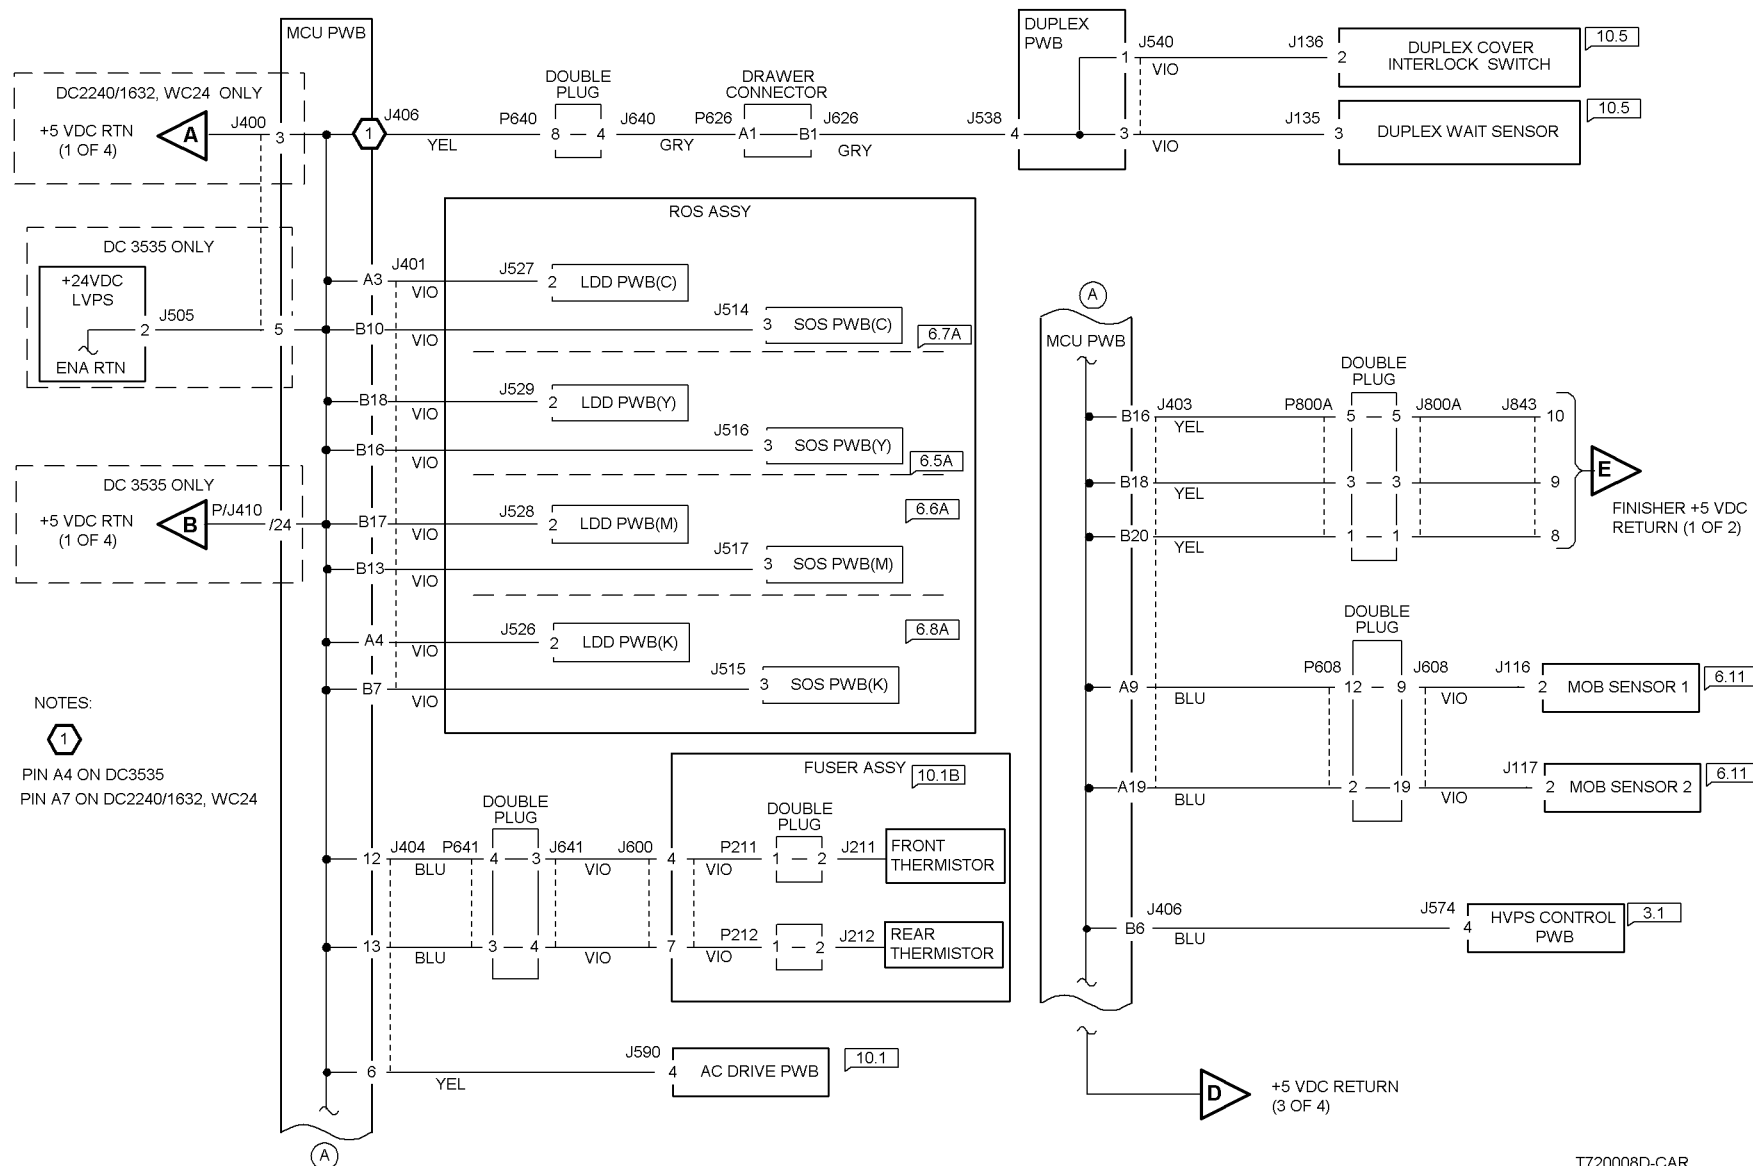 MCU PWB
DC2240/1632, WC24 ONLY
+5 VDC RTN
(1 OF 4)
A
J400
3
1
J406
YEL
DOUBLE
PLUG
P640
8
4
J640
GRY
DRAWER
CONNECTOR
P626
A1
B1
J626
GRY
J538
4
DUPLEX
PWB
1
J540
VIO
J136
2
DUPLEX COVER
INTERLOCK SWITCH
10.5
3
VIO
J135
3
DUPLEX WAIT SENSOR
10.5
DC 3535 ONLY
+24VDC
LVPS
ENA RTN
2
J505
5
DC 3535 ONLY
+5 VDC RTN
(1 OF 4)
B
P/J410
/24
ROS ASSY
A3
J401
VIO
J527
2
LDD PWB(C)
B10
VIO
J514
3
SOS PWB(C)
6.7A
B18
VIO
J529
2
LDD PWB(Y)
B16
VIO
J516
3
SOS PWB(Y)
6.5A
B17
VIO
J528
2
LDD PWB(M)
6.6A
B13
VIO
J517
3
SOS PWB(M)
A4
VIO
J526
2
LDD PWB(K)
6.8A
B7
VIO
J515
3
SOS PWB(K)
NOTES:
1
PIN A4 ON DC3535
PIN A7 ON DC2240/1632, WC24
FUSER ASSY
10.1B
DOUBLE
PLUG
DOUBLE
PLUG
12
J404
BLU
P641
4
3
J641
VIO
J600
4
P211
VIO
1
2
J211
FRONT
THERMISTOR
13
BLU
3
4
VIO
7
P212
VIO
1
2
J212
REAR
THERMISTOR
6
YEL
J590
4
AC DRIVE PWB
10.1
A
A
MCU PWB
DOUBLE
PLUG
B16
J403
YEL
P800A
5
5
J800A
J843
10
B18
YEL
3
3
9
B20
YEL
1
1
8
E
FINISHER +5 VDC
RETURN (1 OF 2)
DOUBLE
PLUG
A9
BLU
P608
12
9
J608
VIO
J116
2
MOB SENSOR 1
6.11
A19
BLU
2
19
VIO
J117
2
MOB SENSOR 2
6.11
B6
J406
BLU
J574
4
HVPS CONTROL
PWB
3.1
D
+5 VDC RETURN
(3 OF 4)
T720008D-CAR